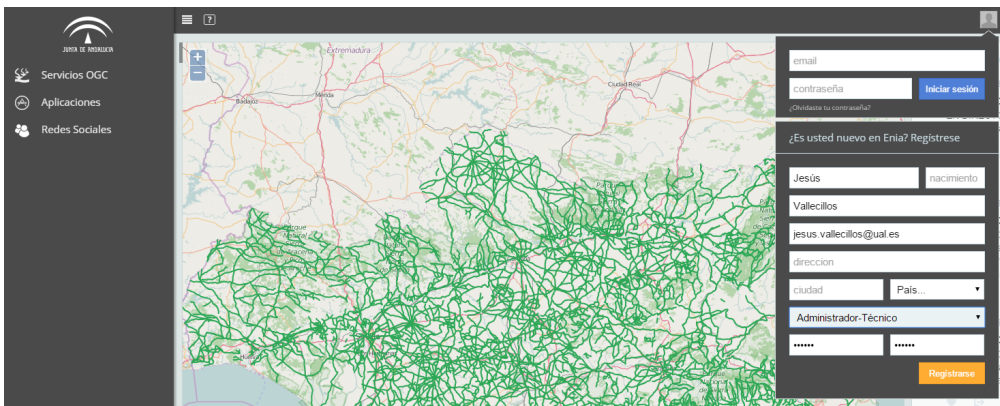 JUNTA DE ANDALUCIA
Servicios OGC
Aplicaciones
Redes Sociales
?
+
−
Extremadura
Ciudad Real
Mérida
Badajoz
Parque
Natural
email
contraseña
Iniciar sesión
¿Olvidaste tu contraseña?
¿Es usted nuevo en Enia? Regístrese
Jesús
nacimiento
Vallecillos
jesus.vallecillos@ual.es
direccion
ciudad
País...
Administrador-Técnico
••••••
••••••
Registrarse